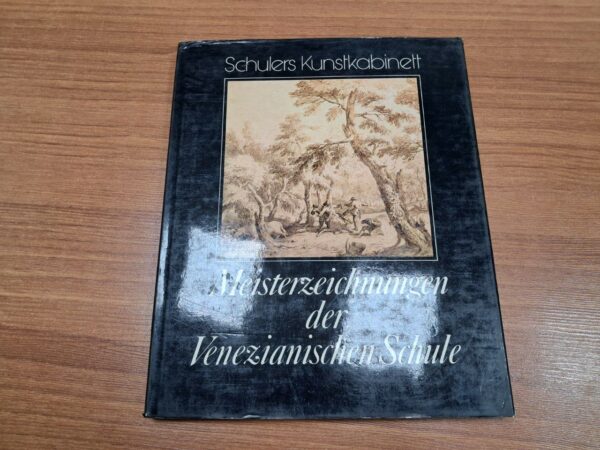 Schulers Kunstkabinett
Meisterzeichnungen
der
Venezianischen Schule